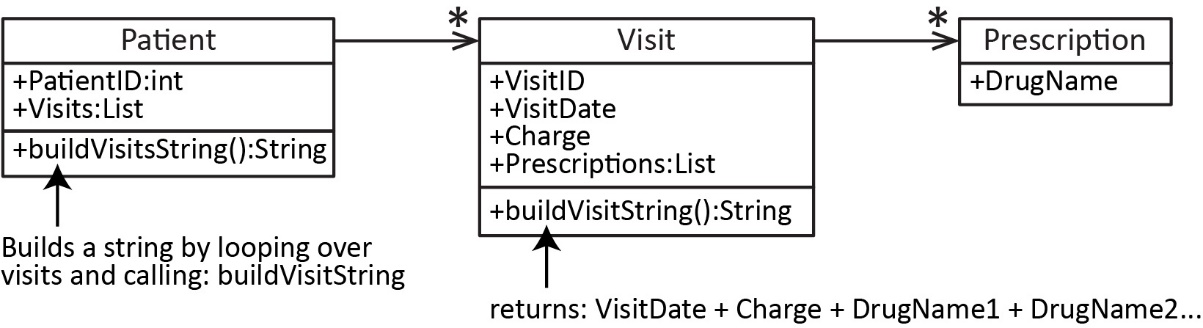 Patient
+PatientID:int
+Visits:List
+buildVisitsString():String
Builds a string by looping over
visits and calling: buildVisitString
*
Visit
+VisitID
+VisitDate
+Charge
+Prescriptions:List
+buildVisitString():String
returns: VisitDate + Charge + DrugName1 + DrugName2...
*
Prescription
+DrugName